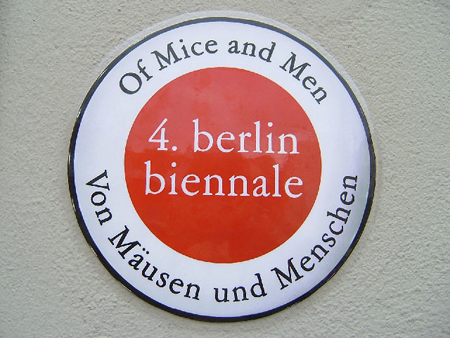 Of Mice and Men
4. berlin
biennale
Von Mäusen und Menschen